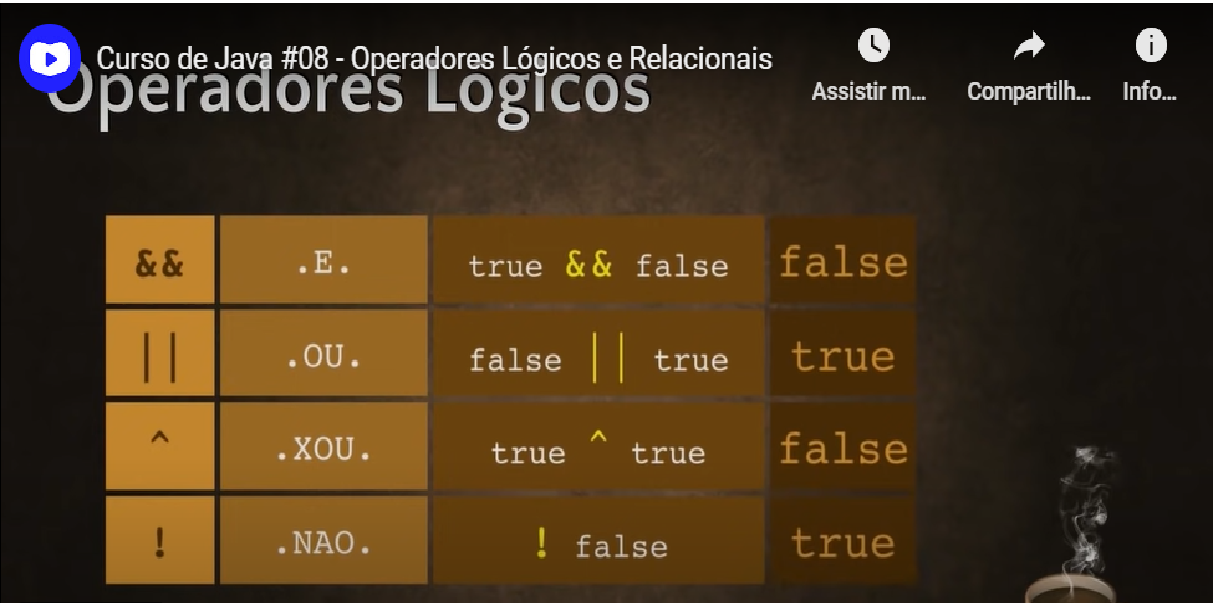 Curso de Java #08 - Operadores Lógicos e Relacionais
Assistir m...
Compartilh...
Info...
Operadores Lógicos
&& .E. true && false false
|| .OU. false || true true
^ .XOU. true ^ true false
! .NAO. ! false true